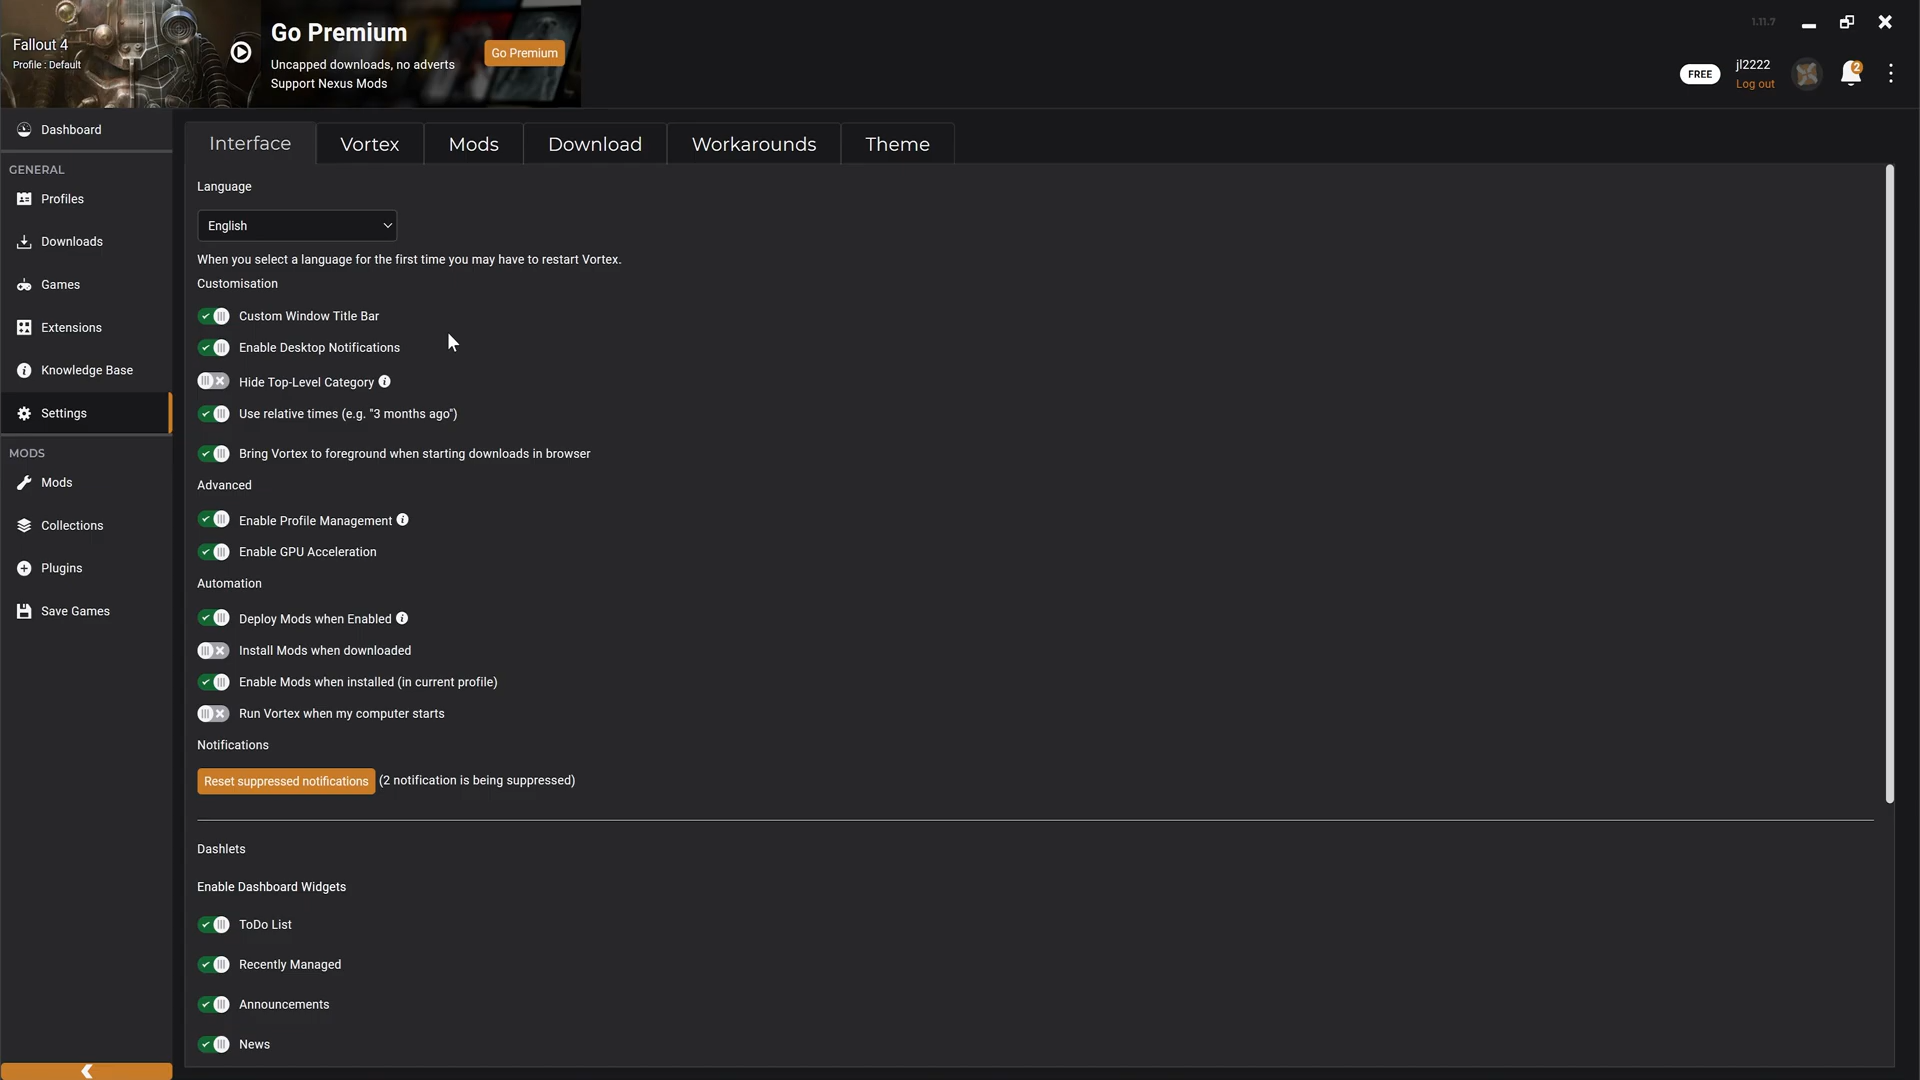 Fallout 4
Profile : Default
Go Premium
Uncapped downloads, no adverts
Support Nexus Mods
Go Premium
1.11.7
FREE
jl2222
Log out
2
Dashboard
GENERAL
Profiles
Downloads
Games
Extensions
Knowledge Base
Settings
MODS
Mods
Collections
Plugins
Save Games
Interface
Vortex
Mods
Download
Workarounds
Theme
Language
English
When you select a language for the first time you may have to restart Vortex.
Customisation
Custom Window Title Bar
Enable Desktop Notifications
Hide Top-Level Category
Use relative times (e.g. "3 months ago")
Bring Vortex to foreground when starting downloads in browser
Advanced
Enable Profile Management
Enable GPU Acceleration
Automation
Deploy Mods when Enabled
Install Mods when downloaded
Enable Mods when installed (in current profile)
Run Vortex when my computer starts
Notifications
Reset suppressed notifications (2 notification is being suppressed)
Dashlets
Enable Dashboard Widgets
ToDo List
Recently Managed
Announcements
News